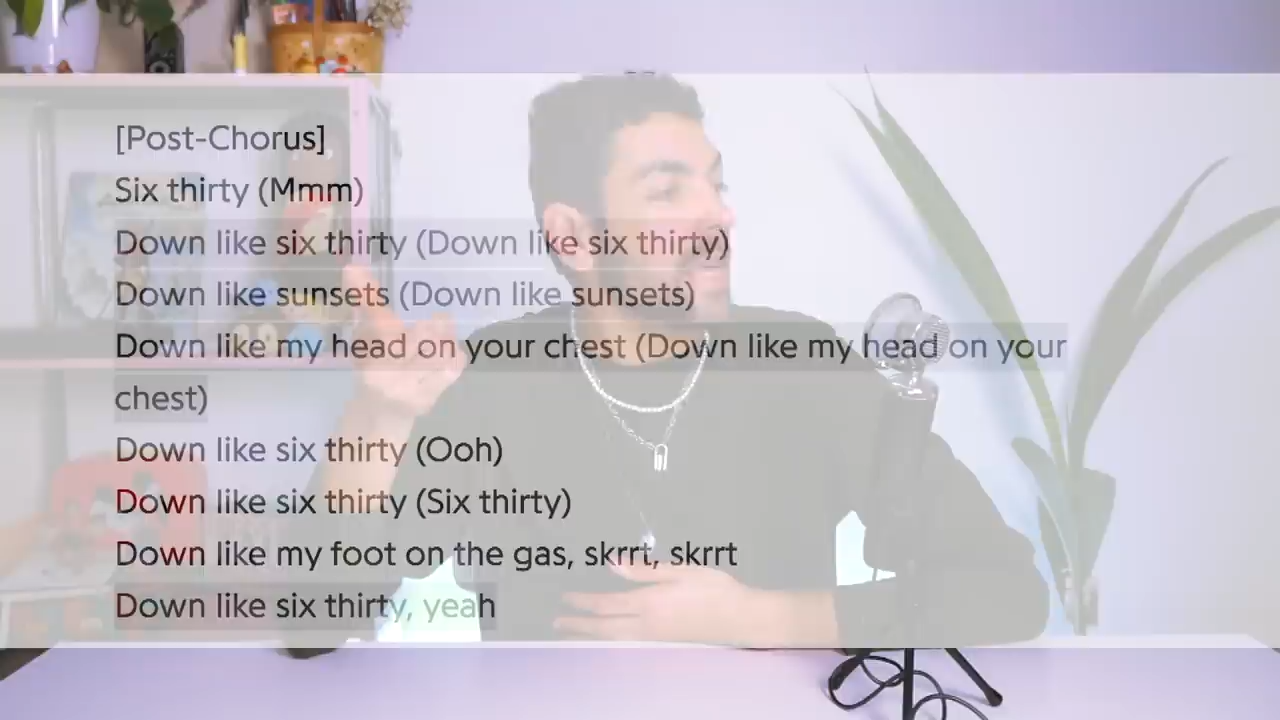 [Post-Chorus]
Six thirty (Mmm)
Down like six thirty (Down like six thirty)
Down like sunsets (Down like sunsets)
Down like my head on your chest (Down like my head on your
chest)
Down like six thirty (Ooh)
Down like six thirty (Six thirty)
Down like my foot on the gas, skrrt, skrrt
Down like six thirty, yeah